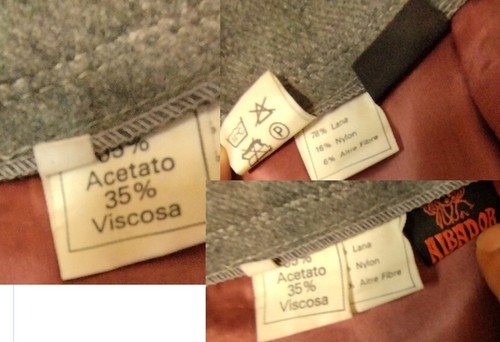 65%
Acetato
35%
Viscosa
P
78% Lana
16% Nylon
6% Altre Fibre
65%
Acetato
35%
Viscosa
Lana
Nylon
Altre Fibre